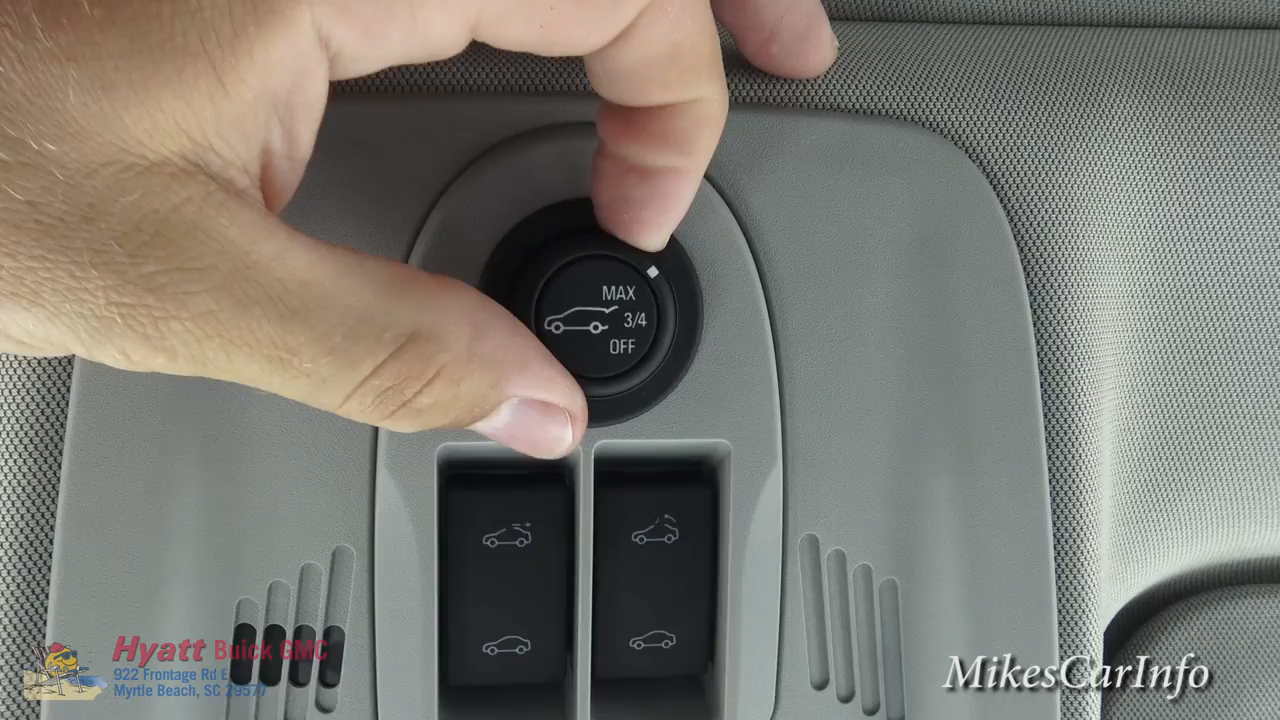 MAX
3/4
OFF
Hyatt Buick GMC
922 Frontage Rd E
Myrtle Beach, SC 29577
MikesCarInfo